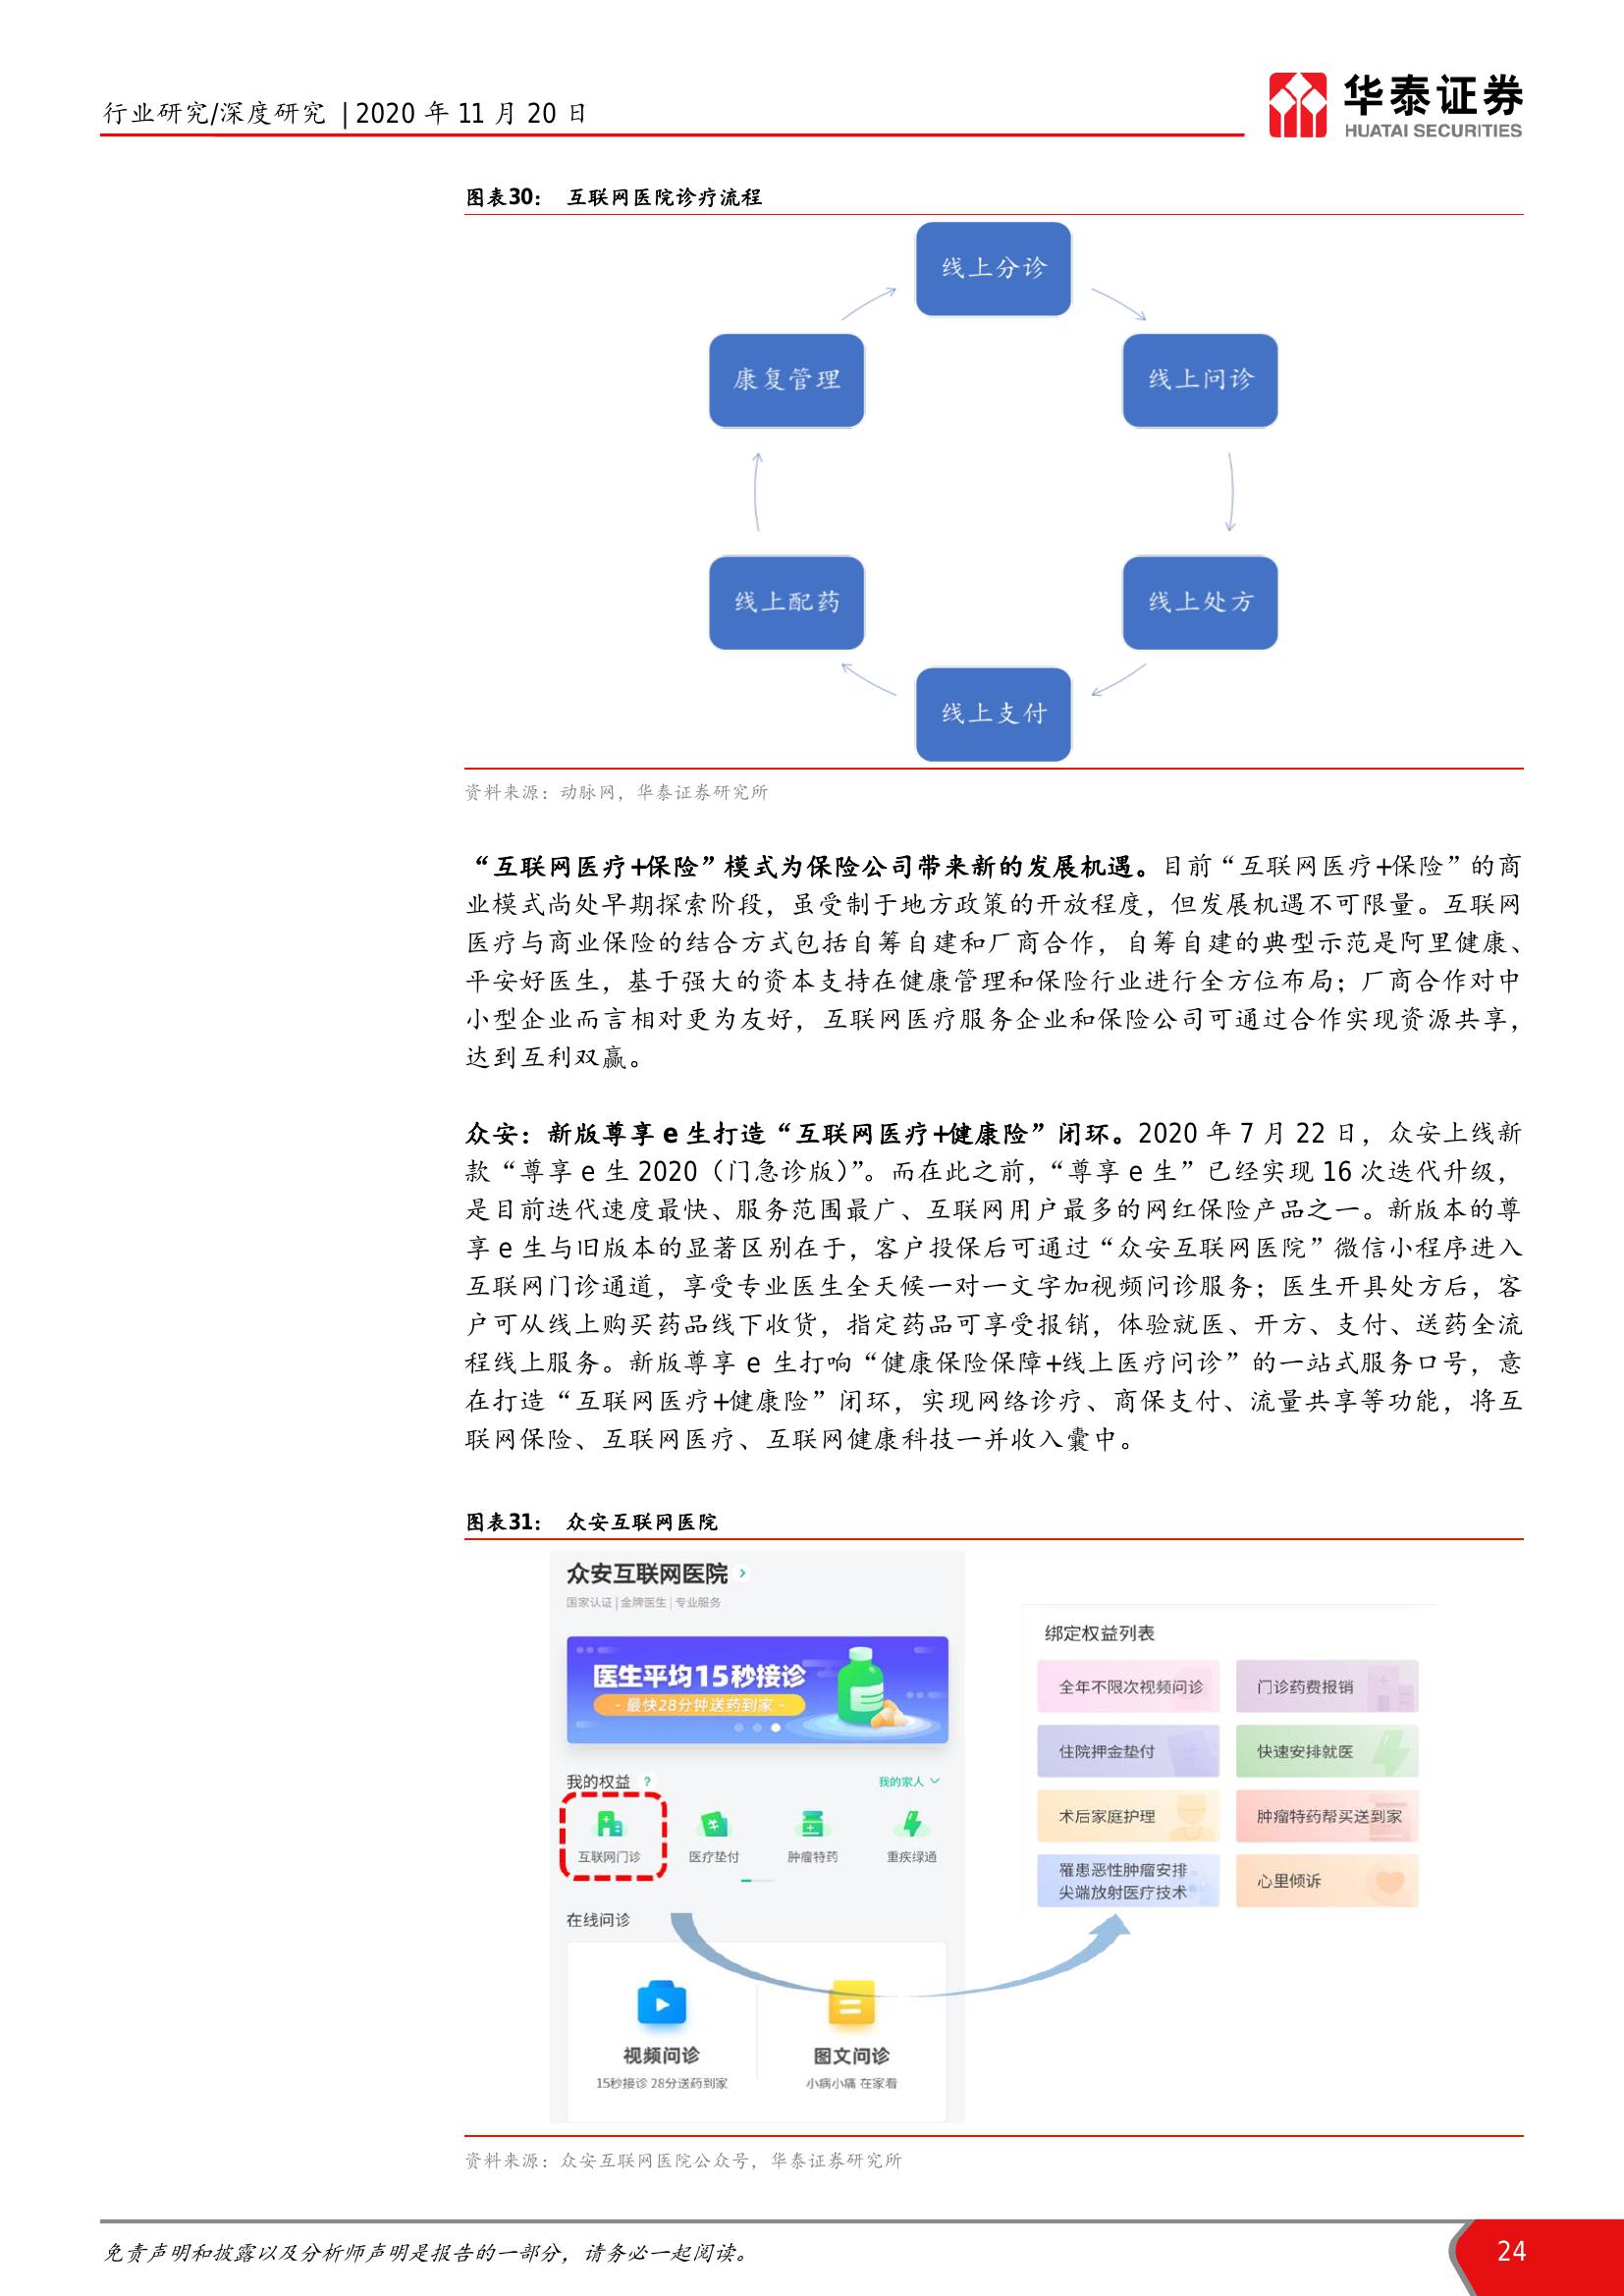 行业研究/深度研究 | 2020 年 11 月 20 日
华泰证券
HUATAI SECURITIES
图表30： 互联网医院诊疗流程
线上分诊
康复管理
线上问诊
线上配药
线上处方
线上支付
资料来源：动脉网，华泰证券研究所
“互联网医疗+保险”模式为保险公司带来新的发展机遇。目前“互联网医疗+保险”的商
业模式尚处早期探索阶段，虽受制于地方政策的开放程度，但发展机遇不可限量。互联网
医疗与商业保险的结合方式包括自筹自建和厂商合作，自筹自建的典型示范是阿里健康、
平安好医生，基于强大的资本支持在健康管理和保险行业进行全方位布局；厂商合作对中
小型企业而言相对更为友好，互联网医疗服务企业和保险公司可通过合作实现资源共享，
达到互利双赢。
众安：新版尊享 e 生打造“互联网医疗+健康险”闭环。2020 年 7 月 22 日，众安上线新
款“尊享 e 生 2020（门急诊版）”。而在此之前，“尊享 e 生”已经实现 16 次迭代升级，
是目前迭代速度最快、服务范围最广、互联网用户最多的网红保险产品之一。新版本的尊
享 e 生与旧版本的显著区别在于，客户投保后可通过“众安互联网医院”微信小程序进入
互联网门诊通道，享受专业医生全天候一对一文字加视频问诊服务；医生开具处方后，客
户可从线上购买药品线下收货，指定药品可享受报销，体验就医、开方、支付、送药全流
程线上服务。新版尊享 e 生打响“健康保险保障+线上医疗问诊”的一站式服务口号，意
在打造“互联网医疗+健康险”闭环，实现网络诊疗、商保支付、流量共享等功能，将互
联网保险、互联网医疗、互联网健康科技一并收入囊中。
图表31： 众安互联网医院
众安互联网医院 >
国家认证 | 金牌医生 | 专业服务
医生平均15秒接诊
- 最快28分钟送药到家 -
我的权益 ?
我的家人
互联网门诊
医疗垫付
肿瘤特药
重疾绿通
在线问诊
视频问诊
图文问诊
15秒接诊 28分送药到家
小病小痛 在家看
绑定权益列表
全年不限次视频问诊
门诊药费报销
住院押金垫付
快速安排就医
术后家庭护理
肿瘤特药帮买送到家
罹患恶性肿瘤安排
尖端放射医疗技术
心里倾诉
资料来源：众安互联网医院公众号，华泰证券研究所
免责声明和披露以及分析师声明是报告的一部分，请务必一起阅读。
24